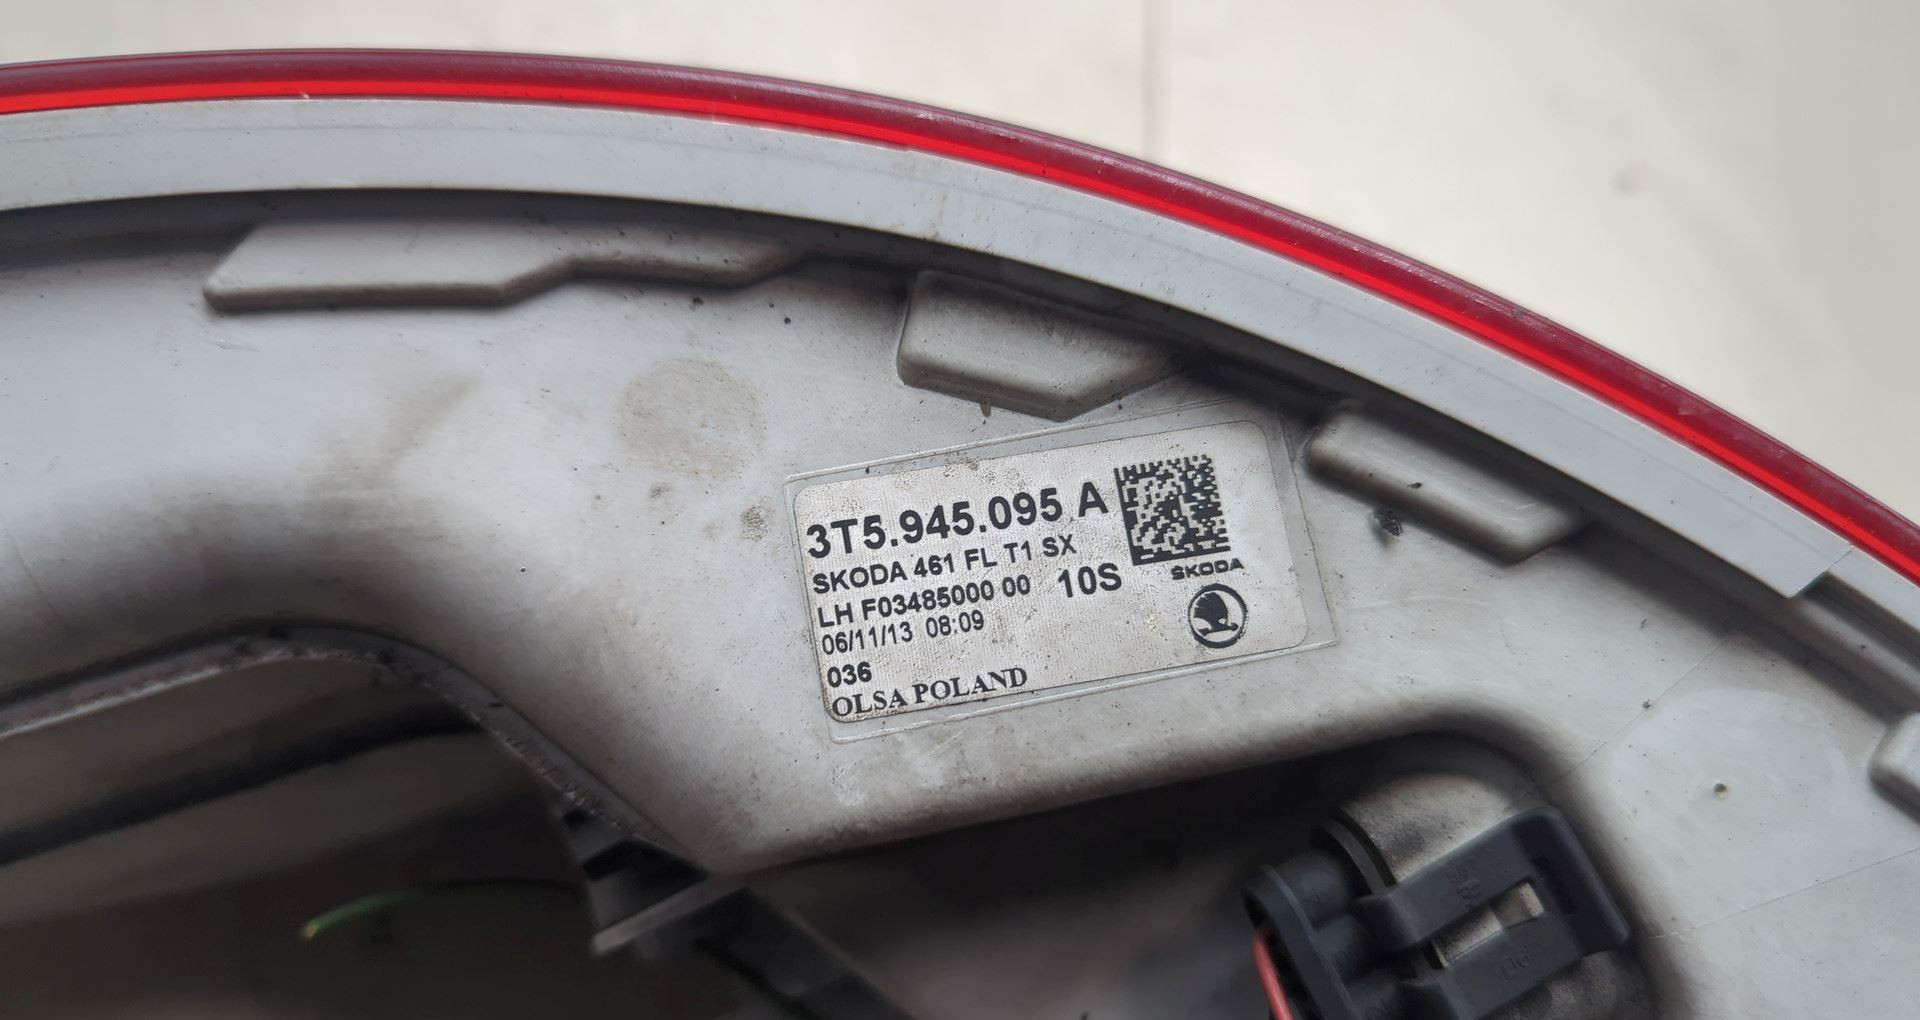 3T5.945.095 A
SKODA 461 FL T1 SX
LH F03485000 00 10S
06/11/13 08:09
036
OLSA POLAND
ŠKODA